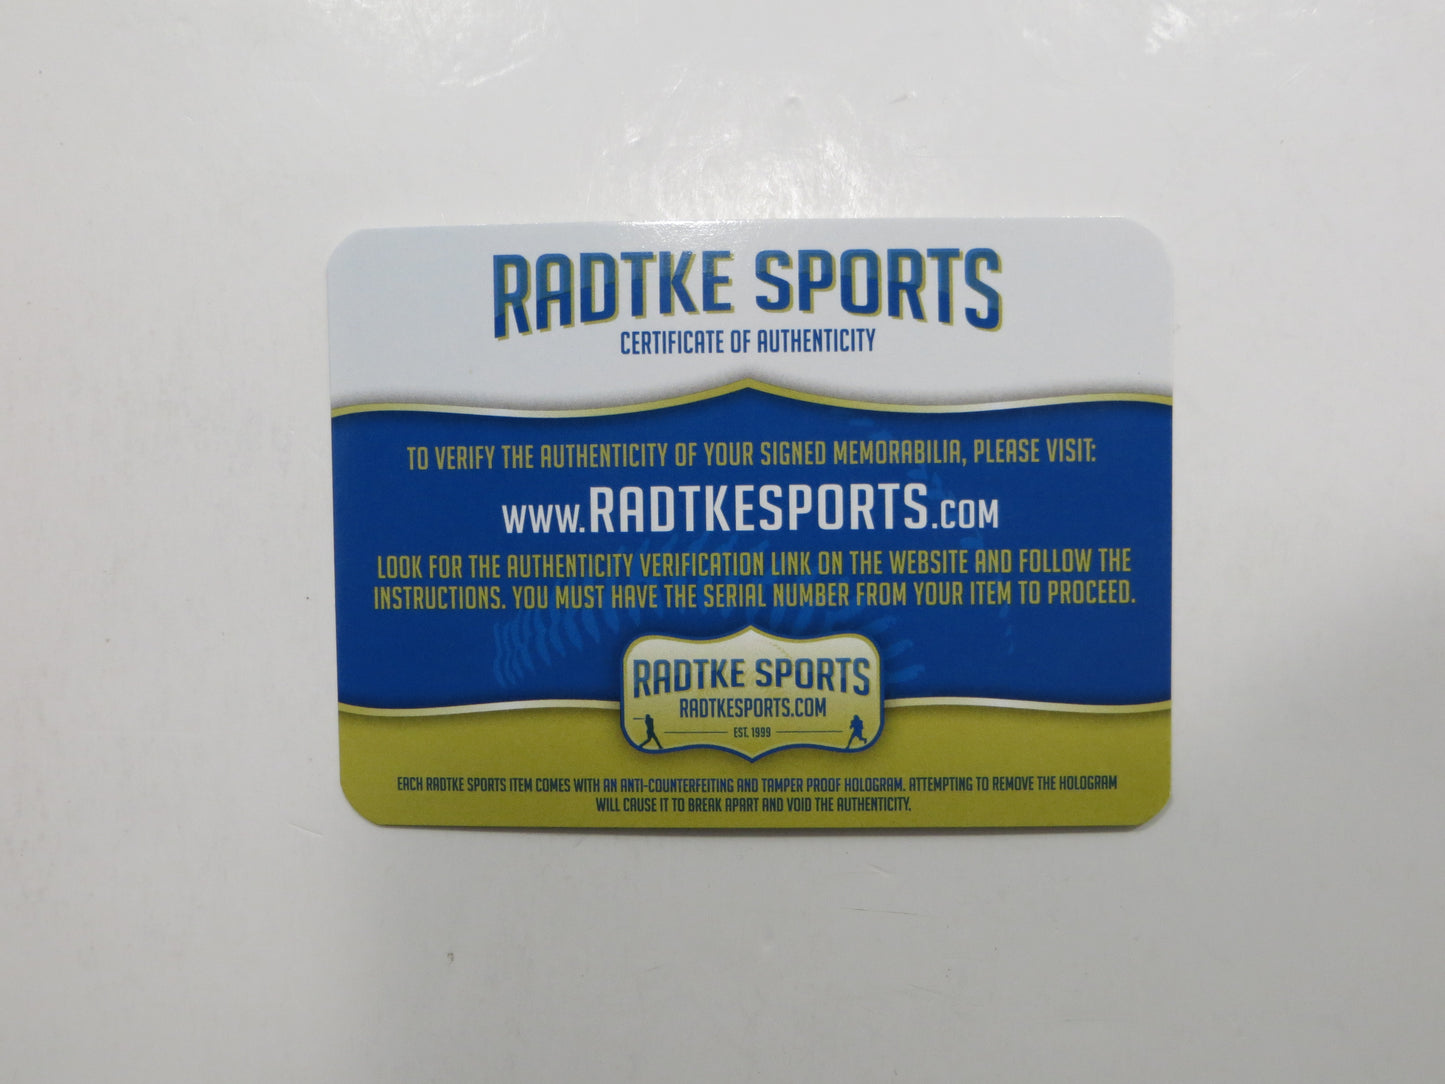 RADTKE SPORTS
CERTIFICATE OF AUTHENTICITY
TO VERIFY THE AUTHENTICITY OF YOUR SIGNED MEMORABILIA, PLEASE VISIT:
WWW.RADTKESPORTS.COM
LOOK FOR THE AUTHENTICITY VERIFICATION LINK ON THE WEBSITE AND FOLLOW THE
INSTRUCTIONS. YOU MUST HAVE THE SERIAL NUMBER FROM YOUR ITEM TO PROCEED.
RADTKE SPORTS
RADTKESPORTS.COM
EST. 1999
EACH RADTKE SPORTS ITEM COMES WITH AN ANTI-COUNTERFEITING AND TAMPER PROOF HOLOGRAM. ATTEMPTING TO REMOVE THE HOLOGRAM
WILL CAUSE IT TO BREAK APART AND VOID THE AUTHENTICITY.